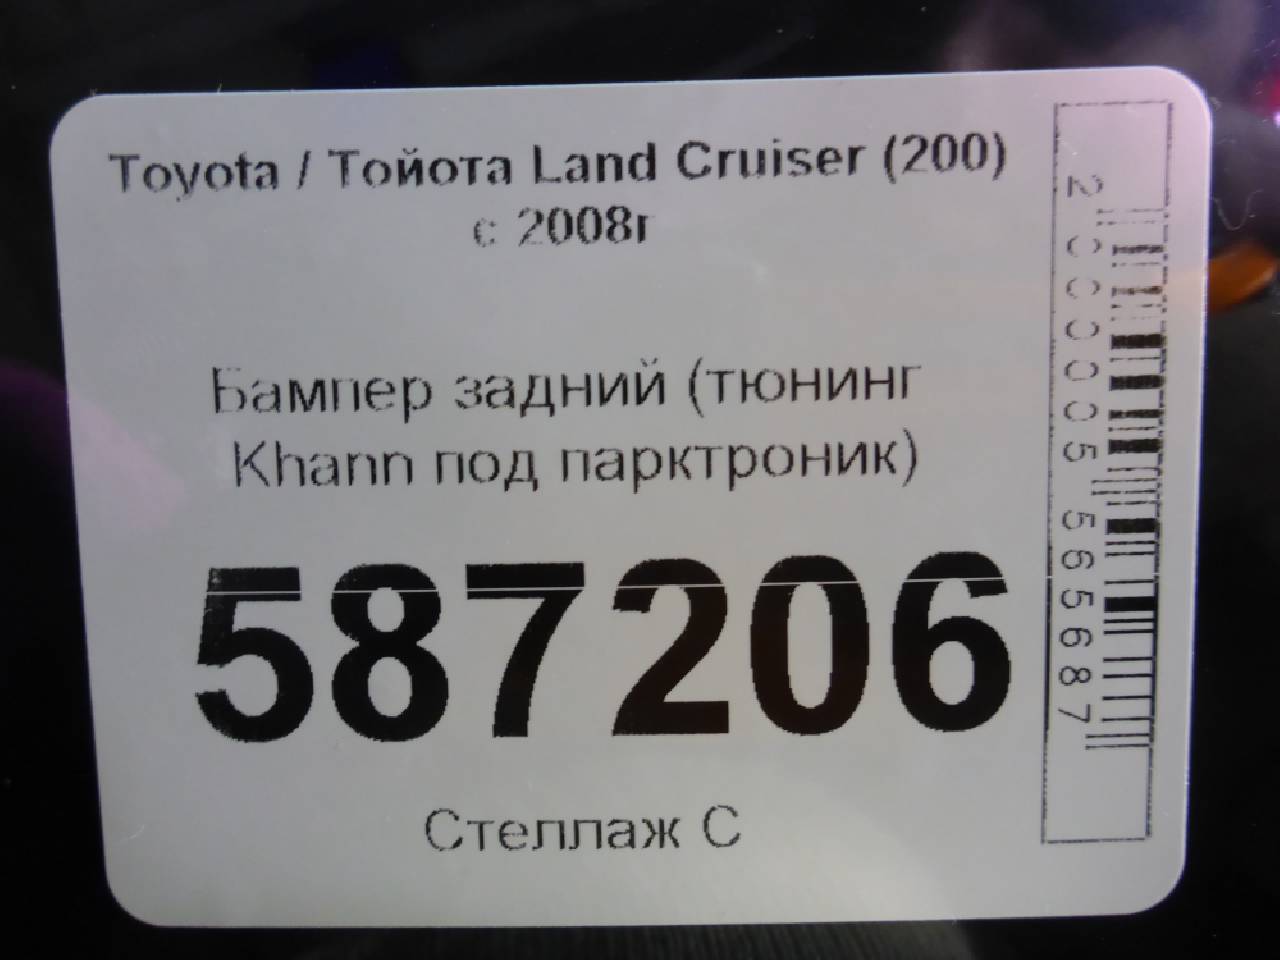 Toyota / Тойота Land Cruiser (200)
с 2008г
Бампер задний (тюнинг
Khann под парктроник)
587206
Стеллаж С
2000005565687